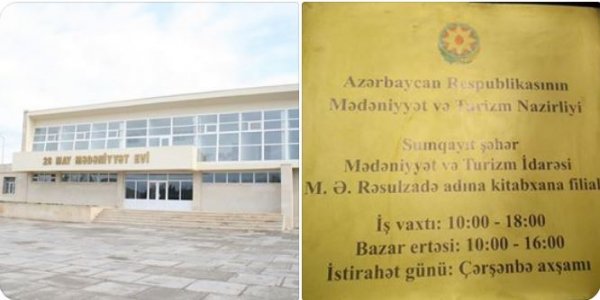 28 MAY MƏDƏNİYYƏT EVİ
Azərbaycan Respublikasının
Mədəniyyət və Turizm Nazirliyi
Sumqayıt şəhər
Mədəniyyət və Turizm İdarəsi
M. Ə. Rəsulzadə adına kitabxana filial
İş vaxtı: 10:00 - 18:00
Bazar ertəsi: 10:00 - 16:00
İstirahət günü: Çərşənbə axşamı